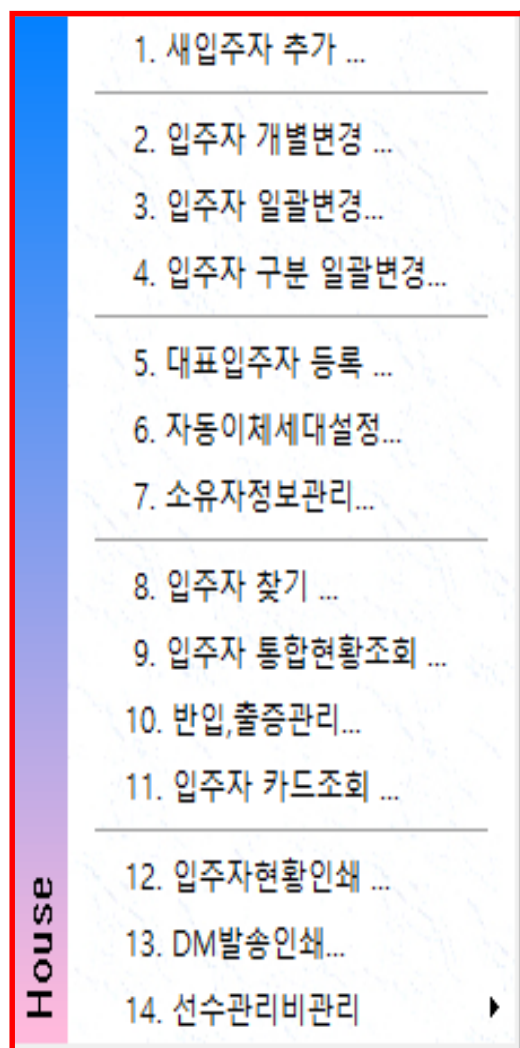 1. 새입주자 추가 ...
2. 입주자 개별변경 ...
3. 입주자 일괄변경...
4. 입주자 구분 일괄변경...
5. 대표입주자 등록 ...
6. 자동이체세대설정...
7. 소유자정보관리...
8. 입주자 찾기 ...
9. 입주자 통합현황조회 ...
10. 반입,출증관리...
11. 입주자 카드조회 ...
12. 입주자현황인쇄 ...
13. DM발송인쇄...
14. 선수관리비관리
House